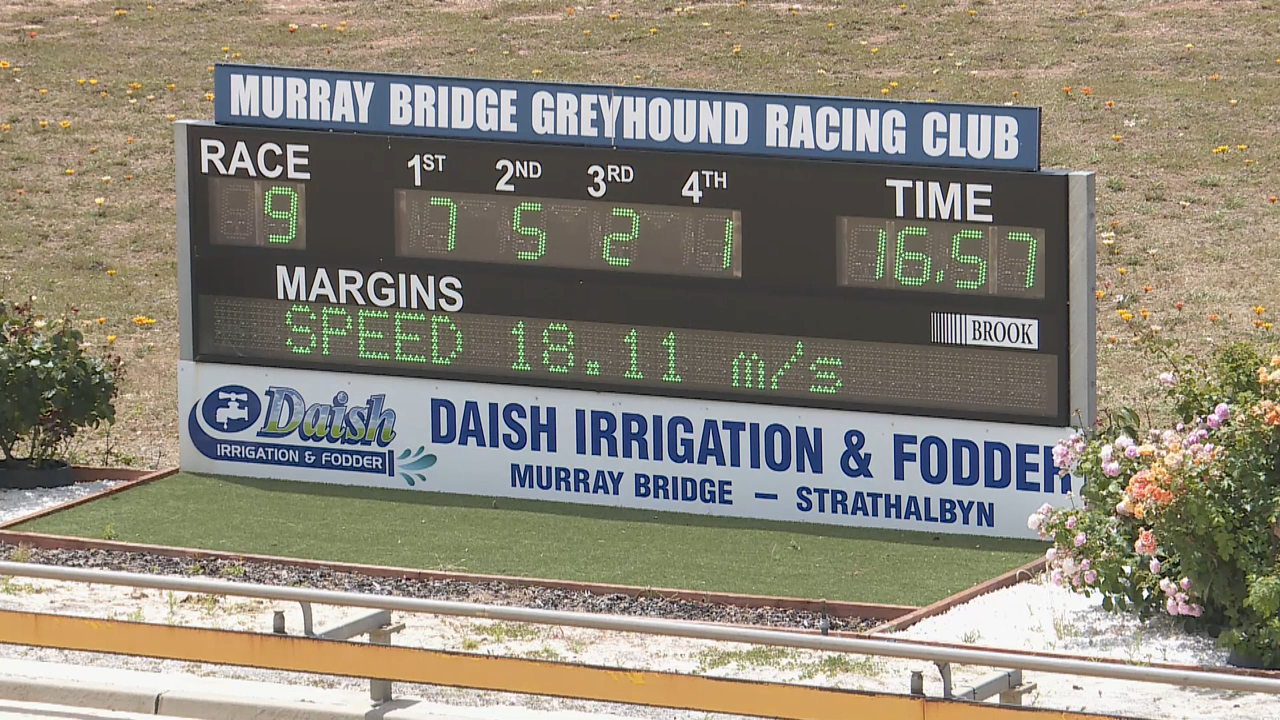 MURRAY BRIDGE GREYHOUND RACING CLUB
RACE 1ST 2ND 3RD 4TH TIME
9 7 5 2 1 16.57
MARGINS
BROOK
SPEED 18.11 m/s
Daish
IRRIGATION & FODDER
DAISH IRRIGATION & FODDER
MURRAY BRIDGE – STRATHALBYN